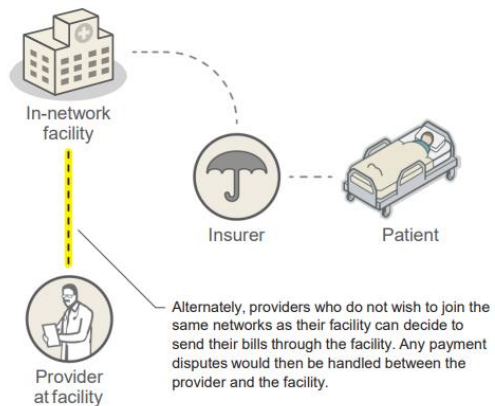 In-network
facility
Insurer
Patient
Alternately, providers who do not wish to join the
same networks as their facility can decide to
send their bills through the facility. Any payment
disputes would then be handled between the
provider and the facility.
Provider
at facility